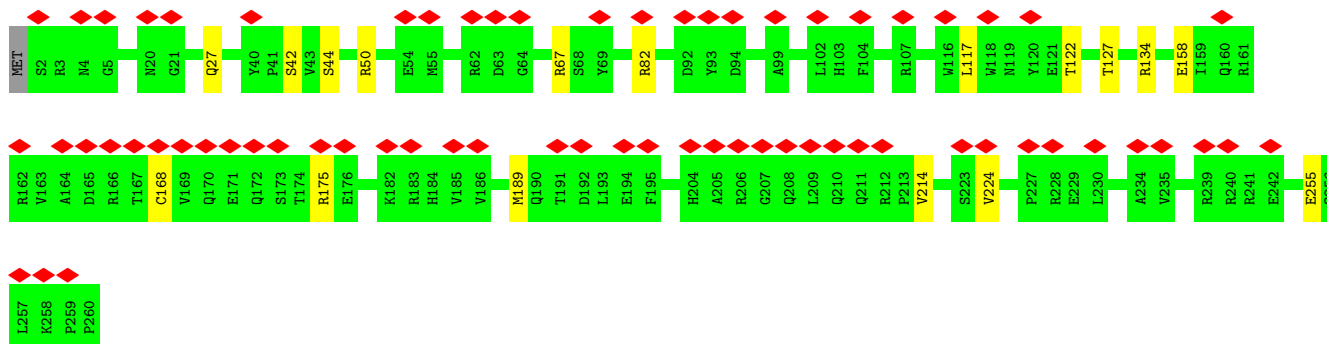 MET S2 R3 N4 G5 N20 G21 Q27 Y40 P41 S42 V43 S44 R50 E54 M55 R62 D63 G64 R67 S68 Y69 R82 D92 Y93 D94 A99 L102 H103 F104 R107 W116 L117 W118 N119 Y120 E121 T122 T127 R134 E158 I159 Q160 R161
R162 V163 A164 D165 R166 T167 C168 V169 Q170 E171 Q172 S173 T174 R175 E176 K182 R183 H184 V185 V186 M189 Q190 T191 D192 L193 E194 F195 H204 A205 R206 G207 Q208 L209 Q210 Q211 R212 P213 V214 S223 V224 P227 R228 E229 L230 A234 V235 R239 R240 R241 E242 E255
L257 K258 P259 P260